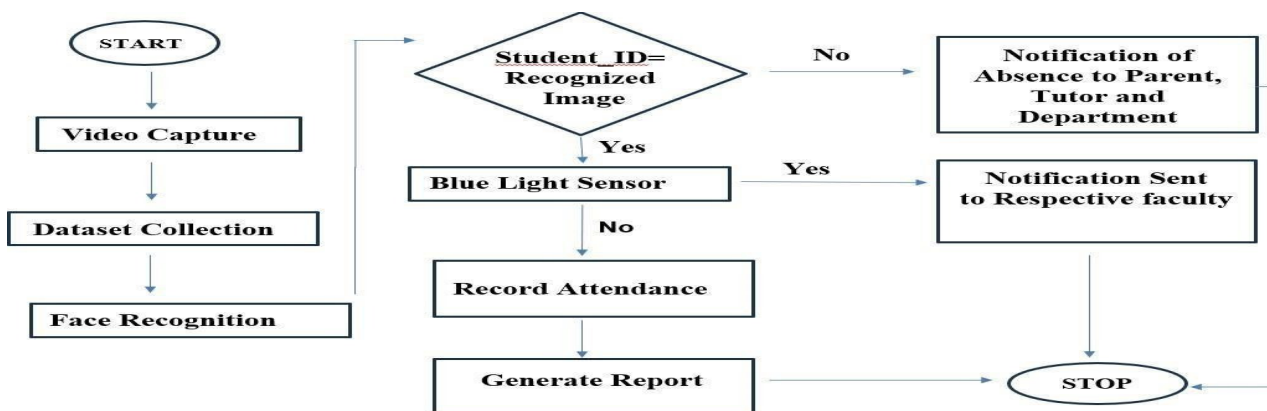 START
Video Capture
Dataset Collection
Face Recognition
Student_ID=
Recognized
Image
No
Notification of
Absence to Parent,
Tutor and
Department
Yes
Blue Light Sensor
Yes
Notification Sent
to Respective faculty
No
Record Attendance
Generate Report
STOP